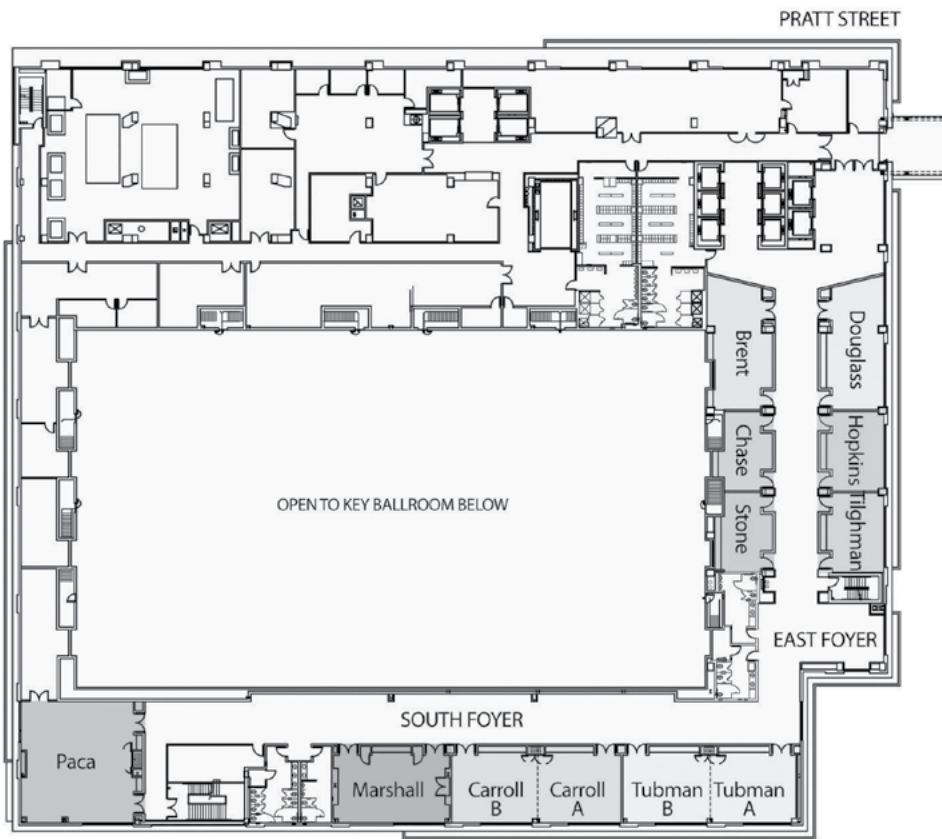 PRATT STREET
Brent
Douglass
Chase
Hopkins
Stone
Tilghman
OPEN TO KEY BALLROOM BELOW
EAST FOYER
SOUTH FOYER
Paca
Marshall
Carroll
B
Carroll
A
Tubman
B
Tubman
A